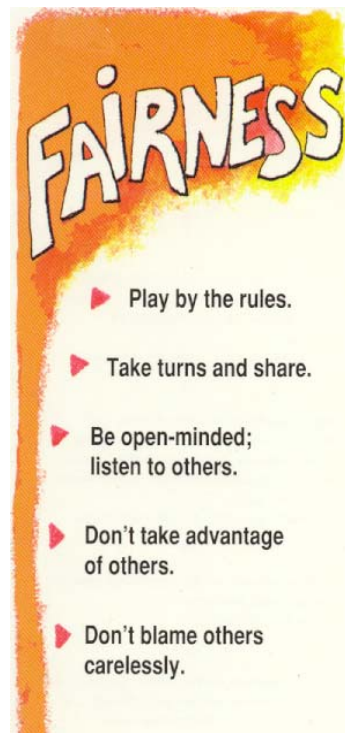 FAiRNESS
Play by the rules.
Take turns and share.
Be open-minded;
listen to others.
Don't take advantage
of others.
Don't blame others
carelessly.